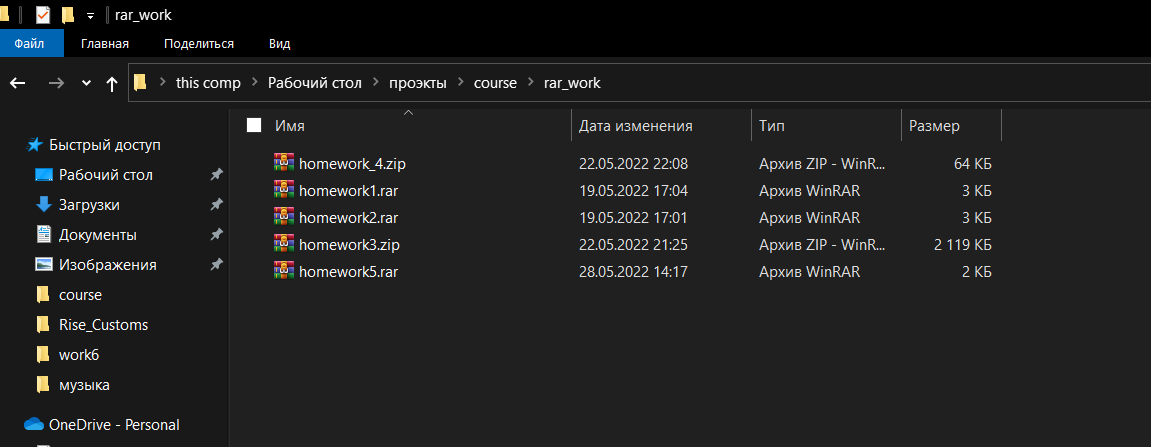 rar_work
Файл Главная Поделиться Вид
this comp Рабочий стол проэкты course rar_work
Имя Дата изменения Тип Размер
Быстрый доступ
Рабочий стол
Загрузки
Документы
Изображения
course
Rise_Customs
work6
музыка
OneDrive - Personal
homework_4.zip 22.05.2022 22:08 Архив ZIP - WinR... 64 КБ
homework1.rar 19.05.2022 17:04 Архив WinRAR 3 КБ
homework2.rar 19.05.2022 17:01 Архив WinRAR 3 КБ
homework3.zip 22.05.2022 21:25 Архив ZIP - WinR... 2 119 КБ
homework5.rar 28.05.2022 14:17 Архив WinRAR 2 КБ